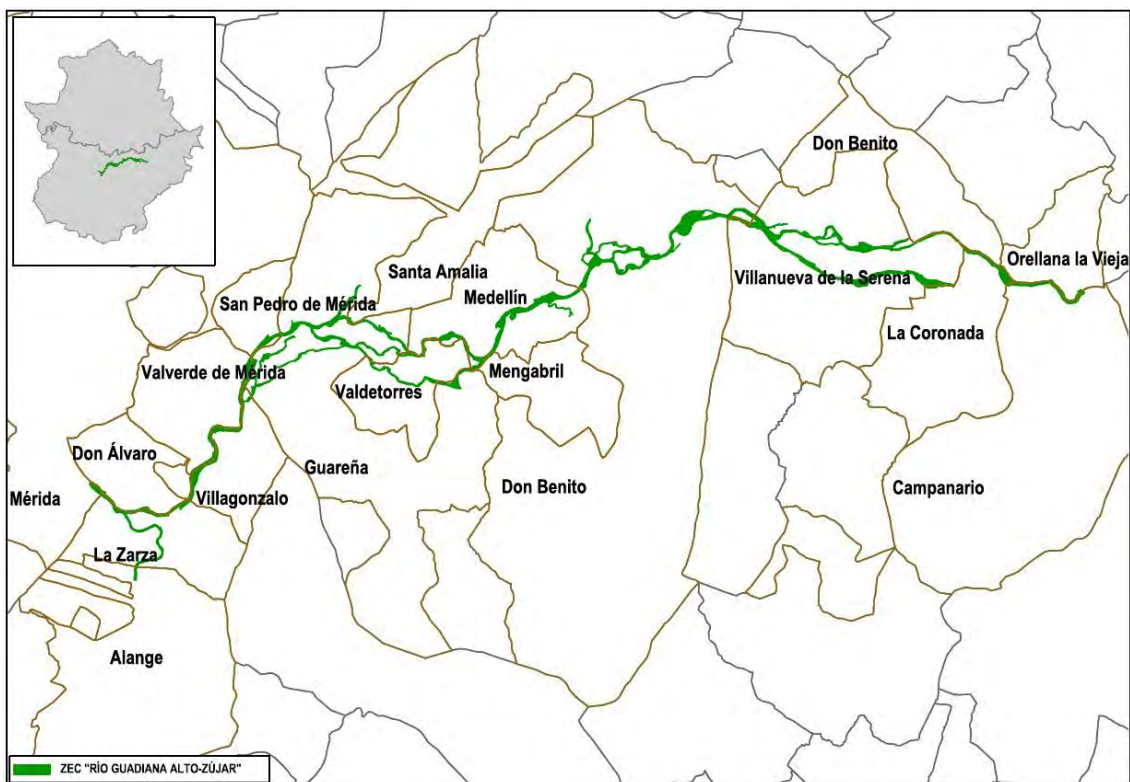 Don Benito
Orellana la Vieja
Santa Amalia
Villanueva de la Serena
San Pedro de Mérida
Medellín
La Coronada
Valverde de Mérida
Mengabril
Valdetorres
Don Álvaro
Guareña
Mérida
Villagonzalo
Don Benito
Campanario
La Zarza
Alange
ZEC "RÍO GUADIANA ALTO-ZÚJAR"